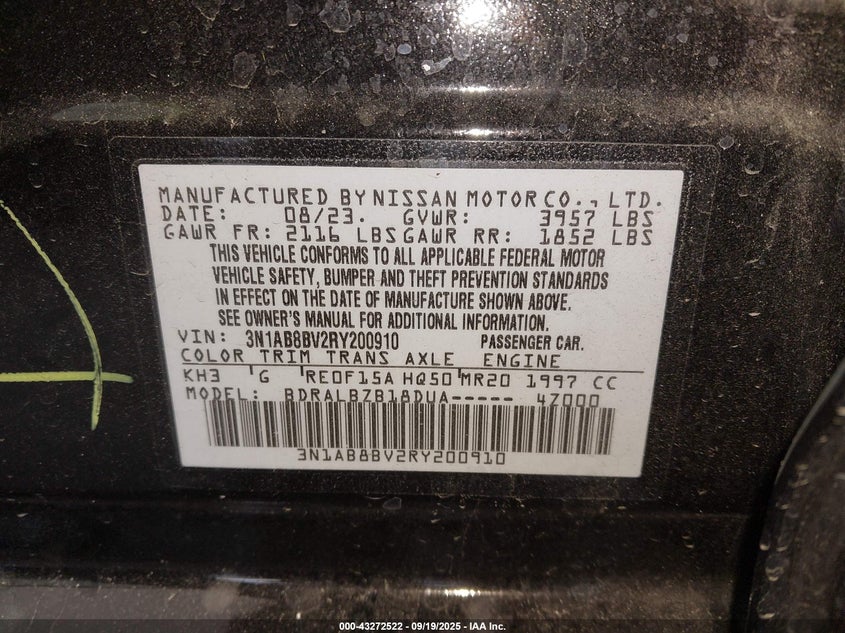 MANUFACTURED BY NISSAN MOTOR CO., LTD.
DATE: 08/23. GVWR: 3957 LBS
GAWR FR: 2116 LBS GAWR RR: 1852 LBS
THIS VEHICLE CONFORMS TO ALL APPLICABLE FEDERAL MOTOR
VEHICLE SAFETY, BUMPER AND THEFT PREVENTION STANDARDS
IN EFFECT ON THE DATE OF MANUFACTURE SHOWN ABOVE.
SEE OWNER'S MANUAL FOR ADDITIONAL INFORMATION.
VIN: 3N1AB8BV2RY200910 PASSENGER CAR.
COLOR TRIM TRANS AXLE ENGINE
KH3 G RE0F15A HQ50 MR20 1997 CC
MODEL: BDRALBZB18DUA----- 4Z000
3N1AB8BV2RY200910
000-43272522 - 09/19/2025 - IAA Inc.